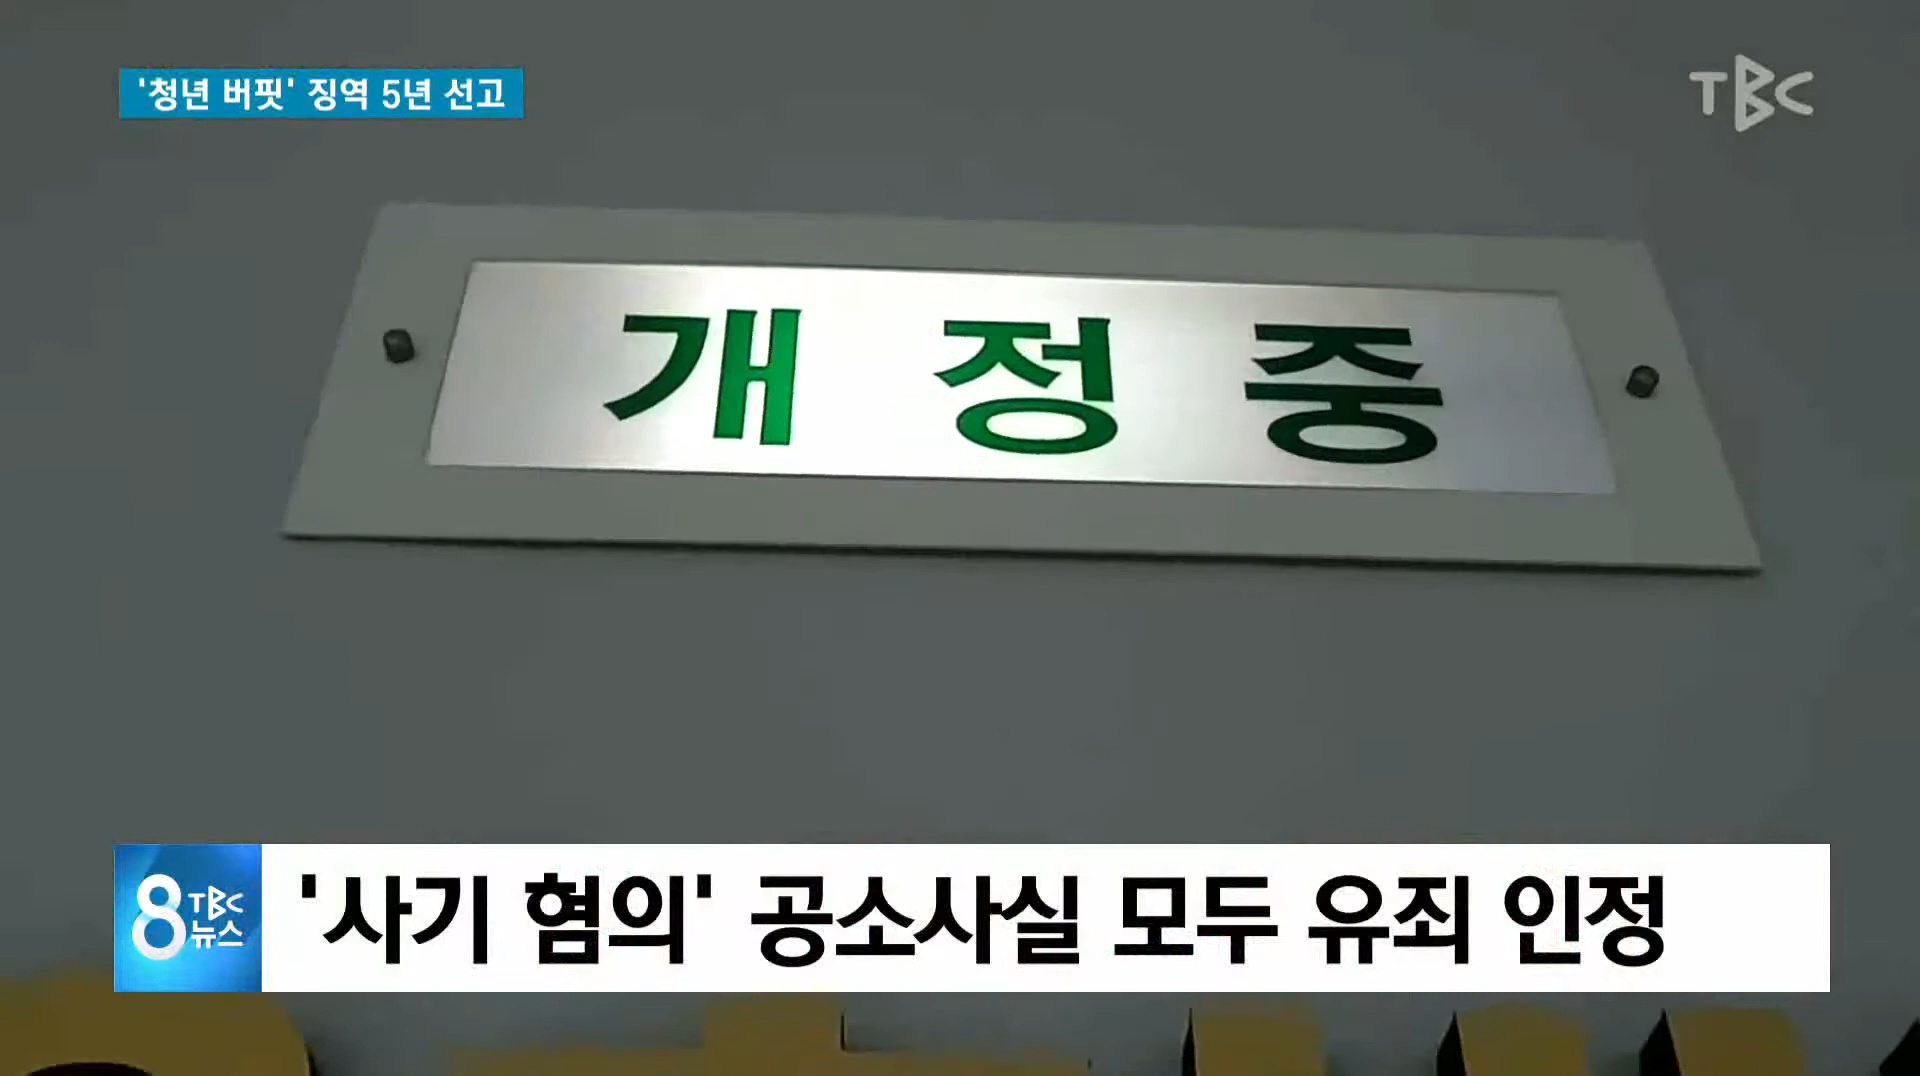 '청년 버핏' 징역 5년 선고
TBC
개정중
8 TBC 뉴스
'사기 혐의' 공소사실 모두 유죄 인정